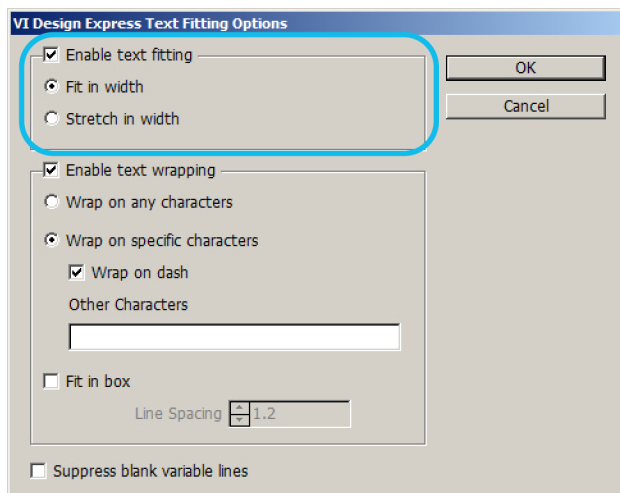 VI Design Express Text Fitting Options
Enable text fitting
Fit in width
Stretch in width
OK
Cancel
Enable text wrapping
Wrap on any characters
Wrap on specific characters
Wrap on dash
Other Characters
Fit in box
Line Spacing 1.2
Suppress blank variable lines